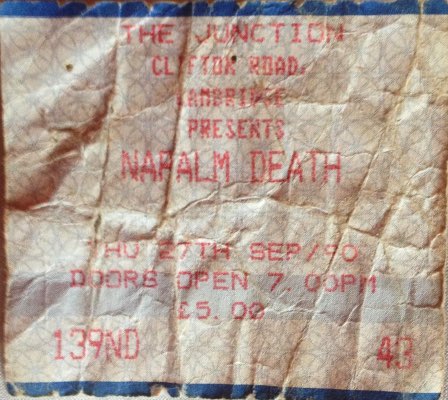 THE JUNCTION
CLIFTON ROAD,
CAMBRIDGE
PRESENTS
NAPALM DEATH
THU 27TH SEP/90
DOORS OPEN 7.00PM
£5.00
139ND 43